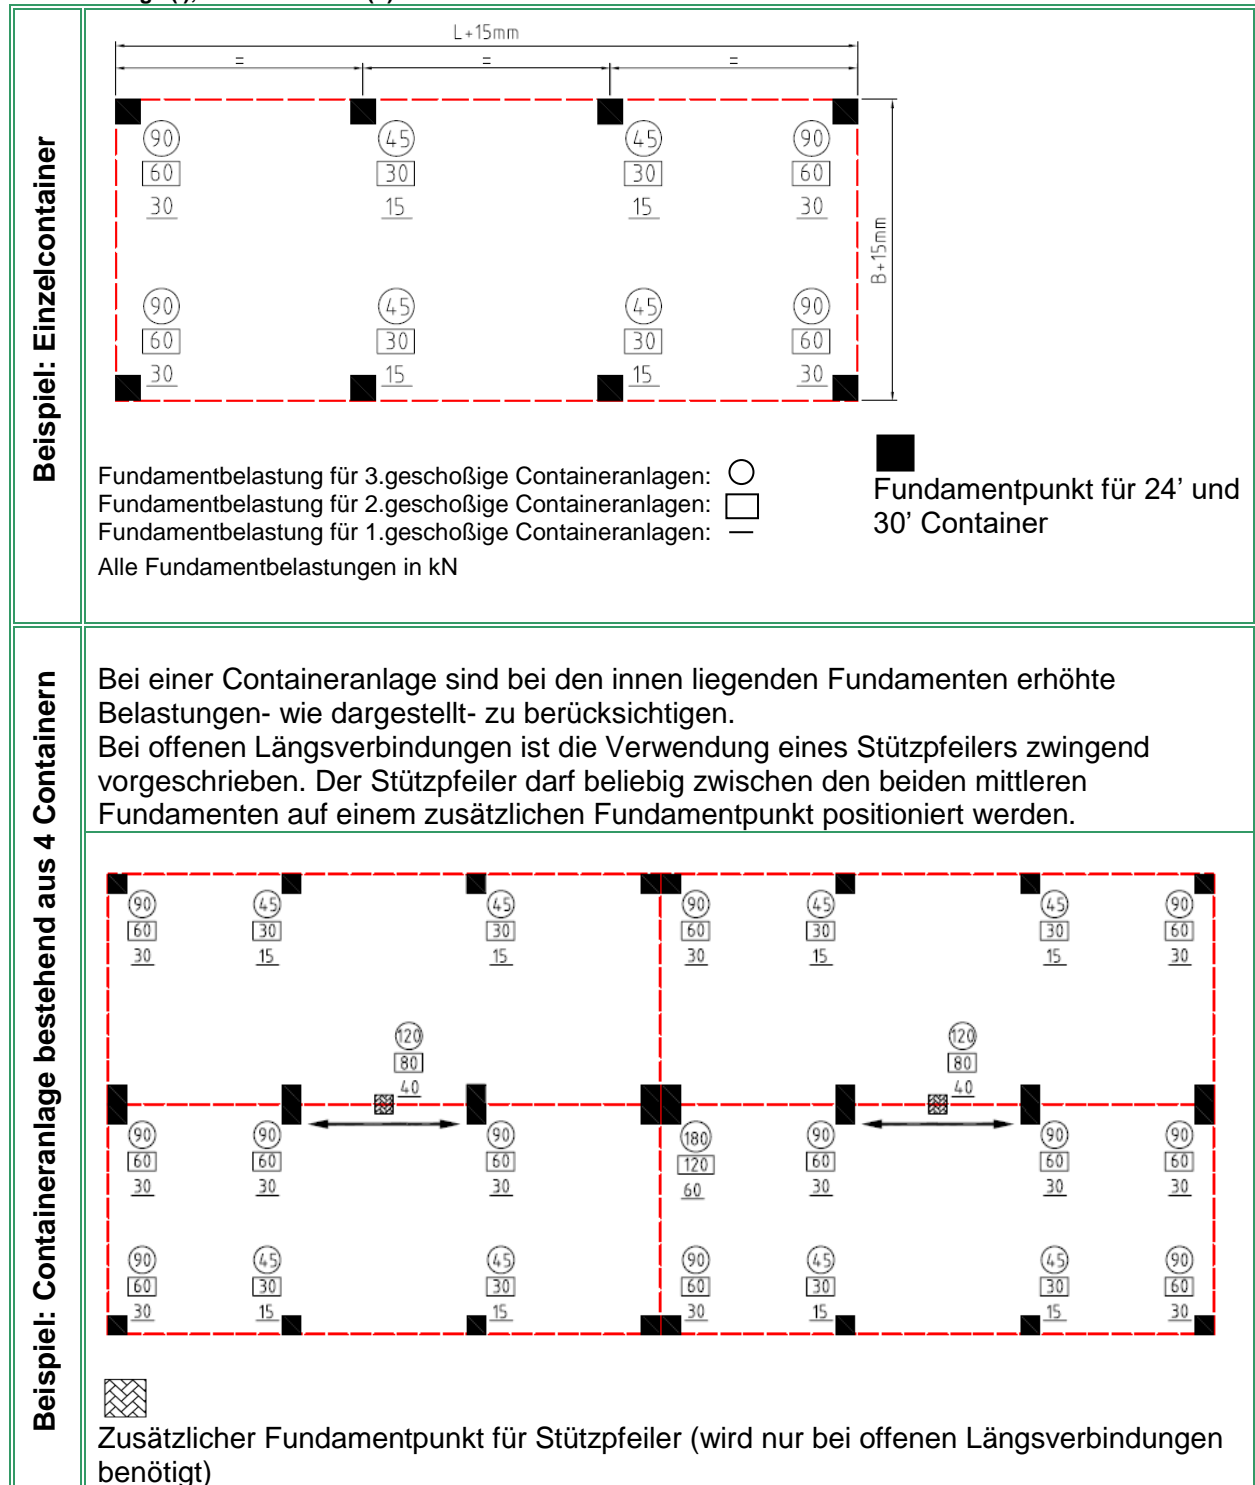 Beispiel: Einzelcontainer
L+15mm
= = =
90 45 45 90
60 30 30 60
30 15 15 30
B+15mm
90 45 45 90
60 30 30 60
30 15 15 30
Fundamentbelastung für 3.geschoßige Containeranlagen:
Fundamentbelastung für 2.geschoßige Containeranlagen:
Fundamentbelastung für 1.geschoßige Containeranlagen:
Alle Fundamentbelastungen in kN
Fundamentpunkt für 24’ und
30’ Container
Beispiel: Containeranlage bestehend aus 4 Containern
Bei einer Containeranlage sind bei den innen liegenden Fundamenten erhöhte
Belastungen- wie dargestellt- zu berücksichtigen.
Bei offenen Längsverbindungen ist die Verwendung eines Stützpfeilers zwingend
vorgeschrieben. Der Stützpfeiler darf beliebig zwischen den beiden mittleren
Fundamenten auf einem zusätzlichen Fundamentpunkt positioniert werden.
90 45 45 90 45 45 90
60 30 30 60 30 30 60
30 15 15 30 15 15 30
120 120
80 80
40 40
90 90 90 180 90 90 90
60 60 60 120 60 60 60
30 30 30 60 30 30 30
90 45 45 90 45 45 90
60 30 30 60 30 30 60
30 15 15 30 15 15 30
Zusätzlicher Fundamentpunkt für Stützpfeiler (wird nur bei offenen Längsverbindungen
benötigt)